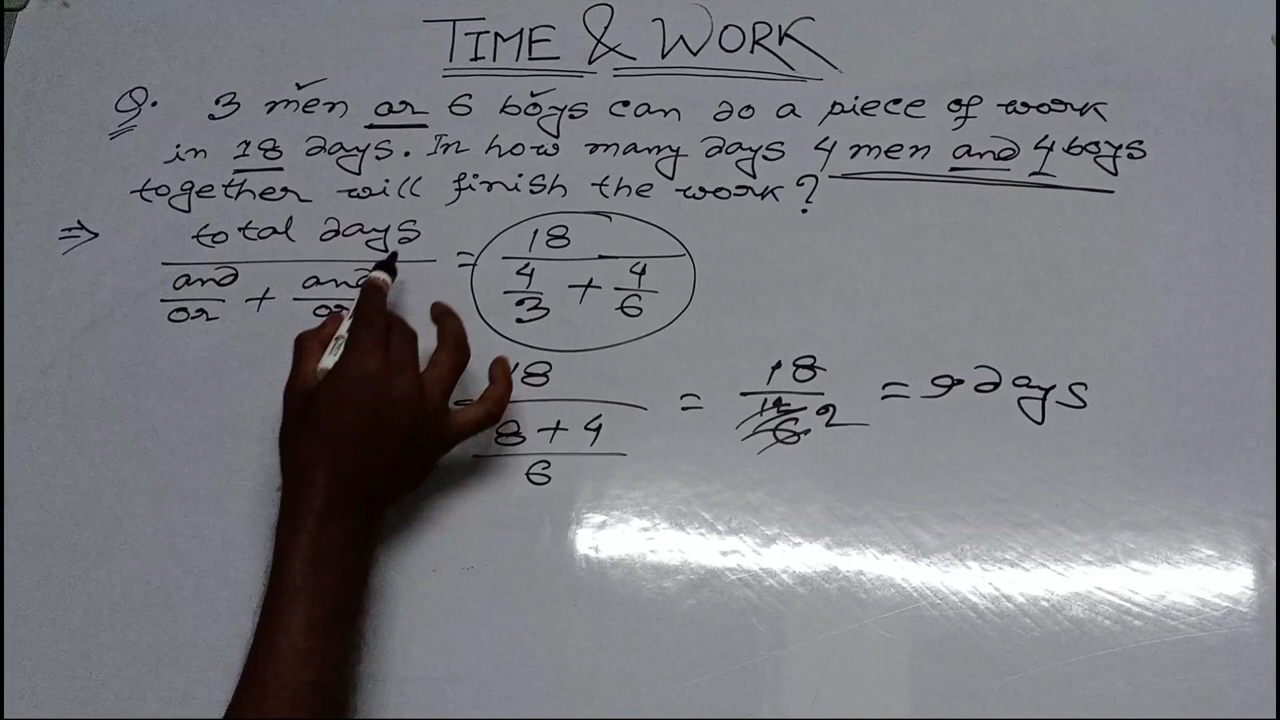 TIME & WORK
Q. 3 men or 6 boys can do a piece of work
in 18 days. In how many days 4 men and 4 boys
together will finish the work?
⇒ total days = 18
and + and 4 + 4
or or 3 6
= 18 = 18 = 9 days
8 + 4 12 2
6 6